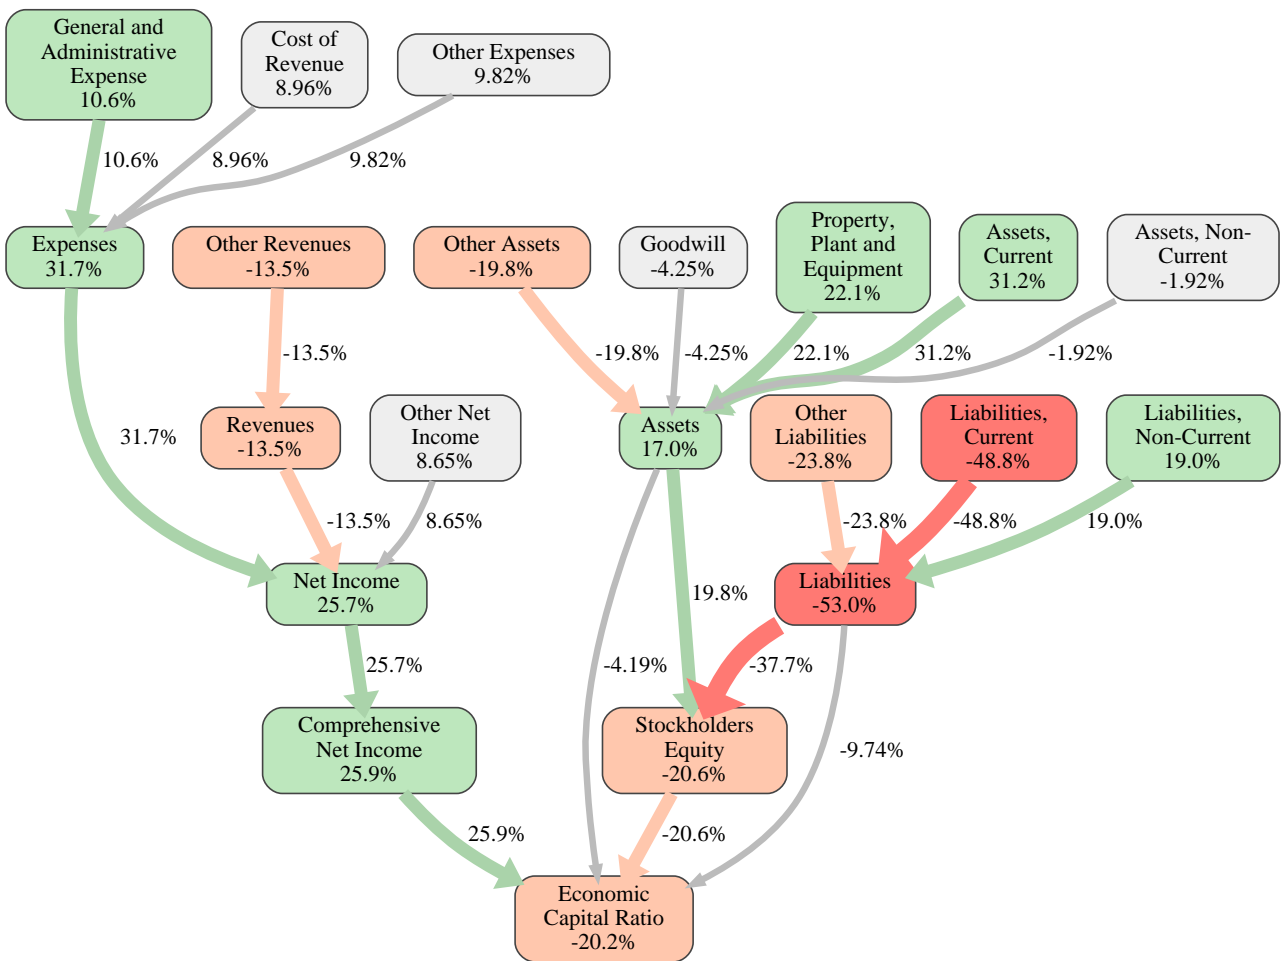 General and
Administrative
Expense
10.6%
Cost of
Revenue
8.96%
Other Expenses
9.82%
10.6%
8.96%
9.82%
Expenses
31.7%
Other Revenues
-13.5%
Other Assets
-19.8%
Goodwill
-4.25%
Property,
Plant and
Equipment
22.1%
Assets,
Current
31.2%
Assets, Non-
Current
-1.92%
-13.5%
-19.8%
-4.25%
22.1%
31.2%
-1.92%
31.7%
Revenues
-13.5%
Other Net
Income
8.65%
Assets
17.0%
Other
Liabilities
-23.8%
Liabilities,
Current
-48.8%
Liabilities,
Non-Current
19.0%
-13.5%
8.65%
-23.8%
-48.8%
19.0%
Net Income
25.7%
19.8%
Liabilities
-53.0%
25.7%
-4.19%
-37.7%
Comprehensive
Net Income
25.9%
Stockholders
Equity
-20.6%
-9.74%
25.9%
-20.6%
Economic
Capital Ratio
-20.2%